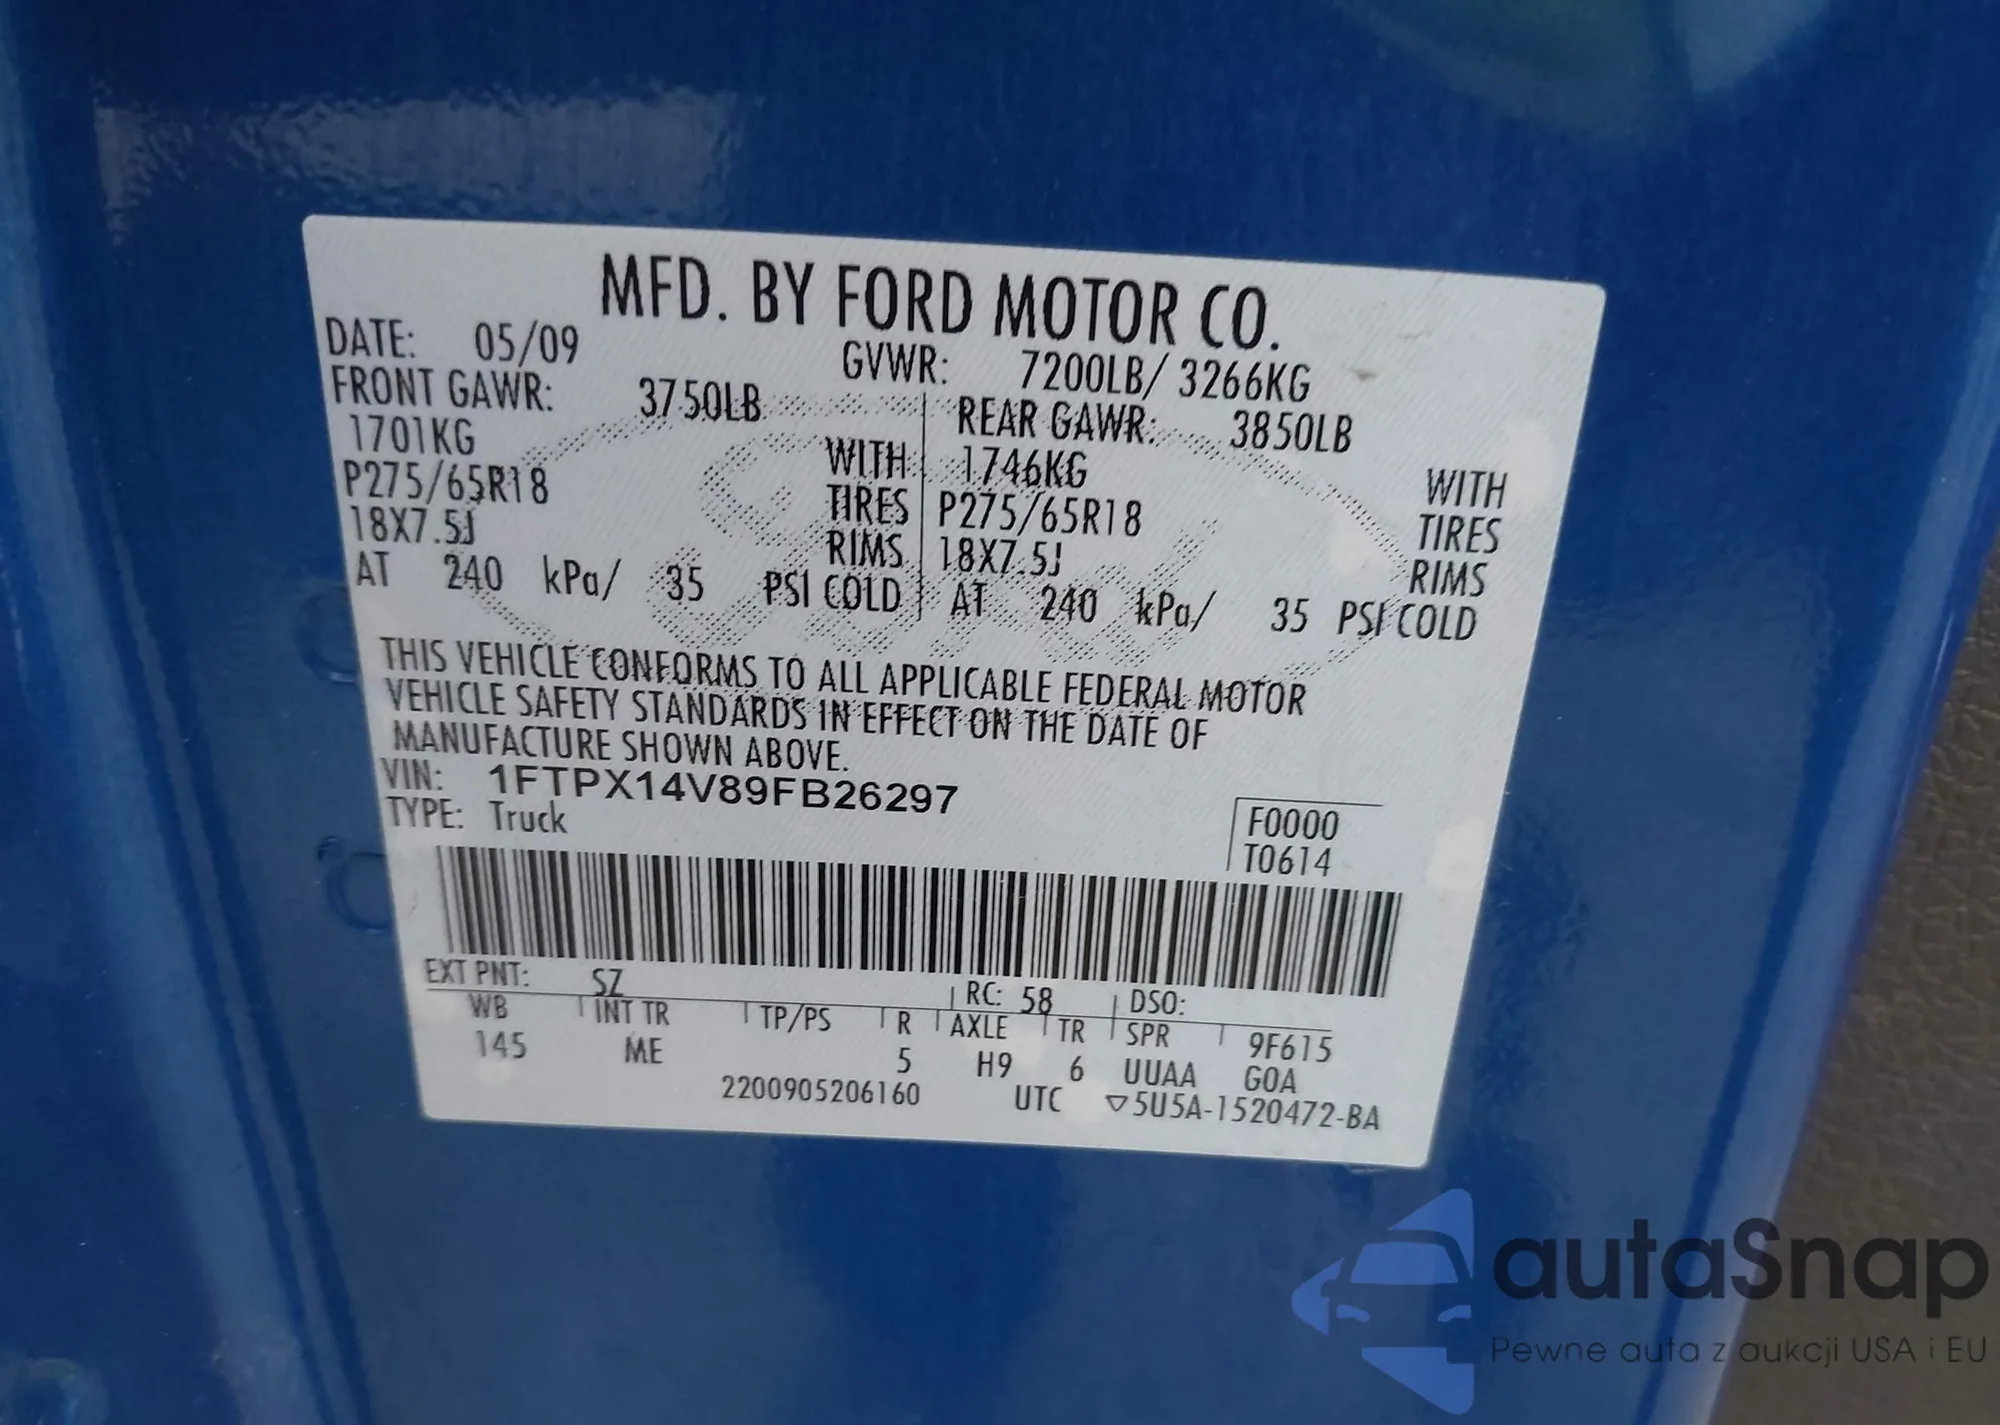 MFD. BY FORD MOTOR CO.
DATE: 05/09 GVWR: 7200LB/ 3266KG
FRONT GAWR: 3750LB REAR GAWR: 3850LB
1701KG WITH 1746KG WITH
P275/65R18 TIRES P275/65R18 TIRES
18X7.5J RIMS 18X7.5J RIMS
AT 240 kPa/ 35 PSI COLD AT 240 kPa/ 35 PSI COLD
THIS VEHICLE CONFORMS TO ALL APPLICABLE FEDERAL MOTOR
VEHICLE SAFETY STANDARDS IN EFFECT ON THE DATE OF
MANUFACTURE SHOWN ABOVE.
VIN: 1FTPX14V89FB26297
TYPE: Truck
F0000
T0614
EXT PNT: SZ RC: 58 DSO:
WB INT TR TP/PS R AXLE TR SPR 9F615
145 ME 5 H9 6 UUAA G0A
2200905206160 UTC ▽5U5A-1520472-BA
autaSnap
Pewne auta z aukcji USA i EU